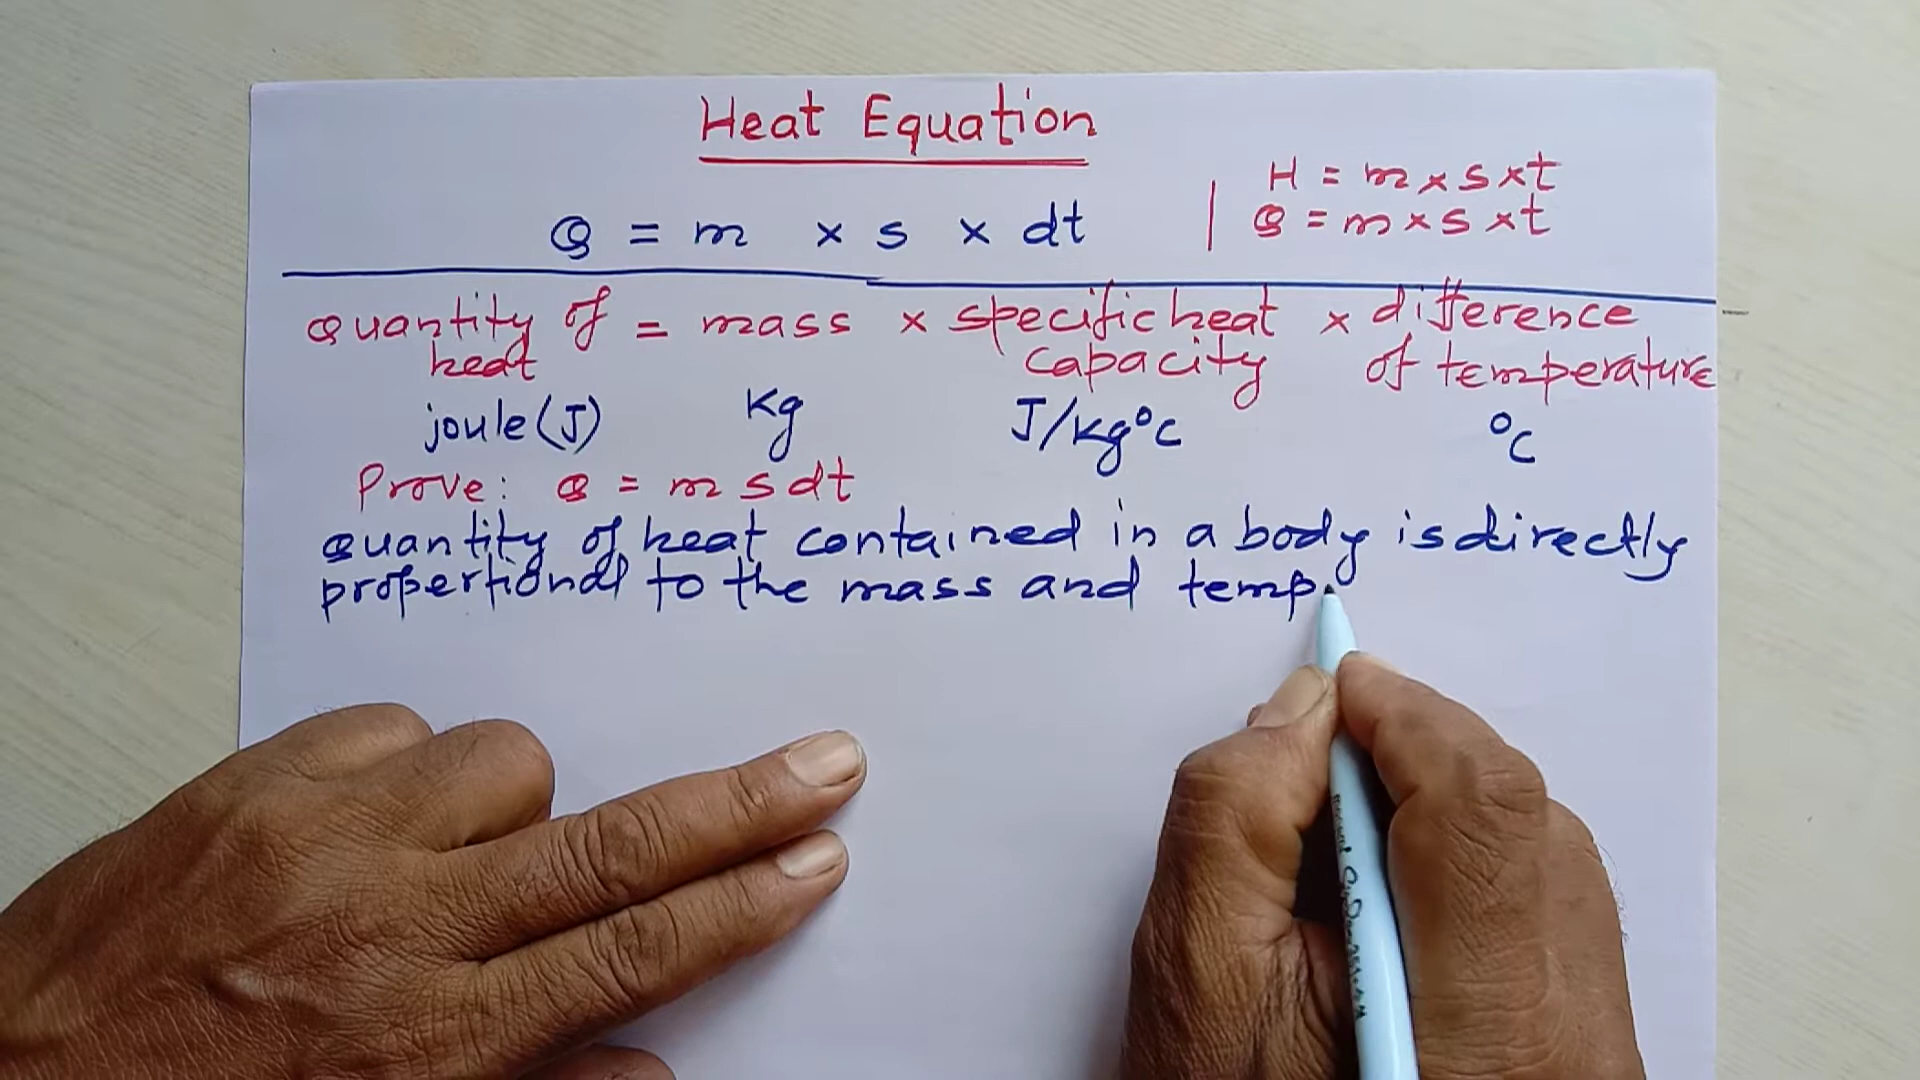 Heat Equation
H = m x s x t
Q = m x s x t
Q = m x s x dt
quantity of = mass x specific heat x difference
heat capacity of temperature
joule (J) Kg J/kg°C °C
Prove: Q = m s dt
quantity of heat contained in a body is directly
propertional to the mass and temp